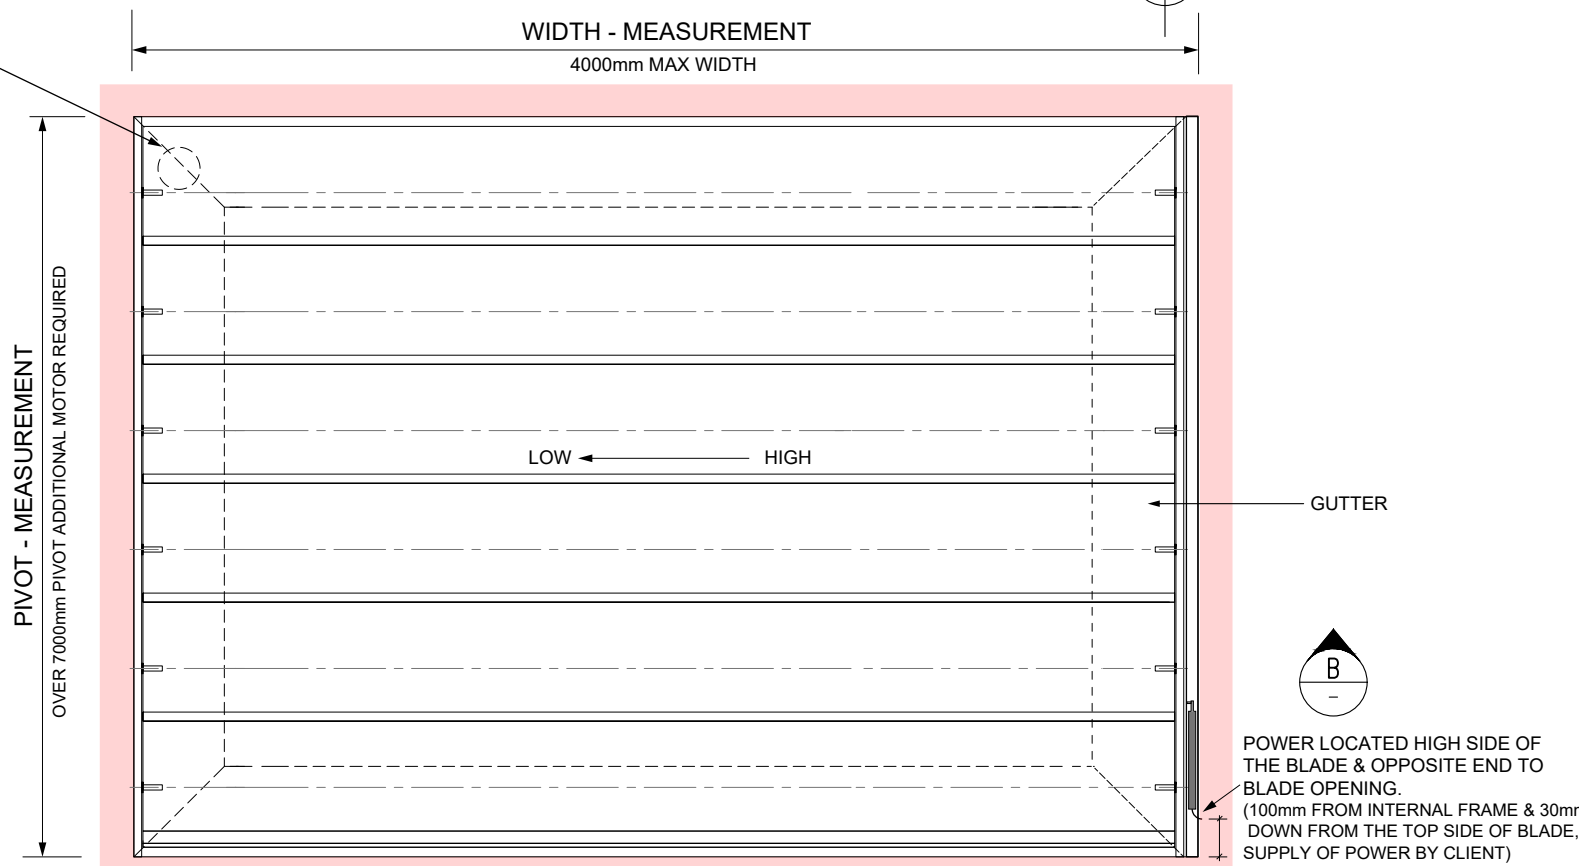 WIDTH - MEASUREMENT
4000mm MAX WIDTH
PIVOT - MEASUREMENT
OVER 7000mm PIVOT ADDITIONAL MOTOR REQUIRED
LOW
HIGH
GUTTER
B
-
POWER LOCATED HIGH SIDE OF
THE BLADE & OPPOSITE END TO
BLADE OPENING.
(100mm FROM INTERNAL FRAME & 30mm
DOWN FROM THE TOP SIDE OF BLADE,
SUPPLY OF POWER BY CLIENT)